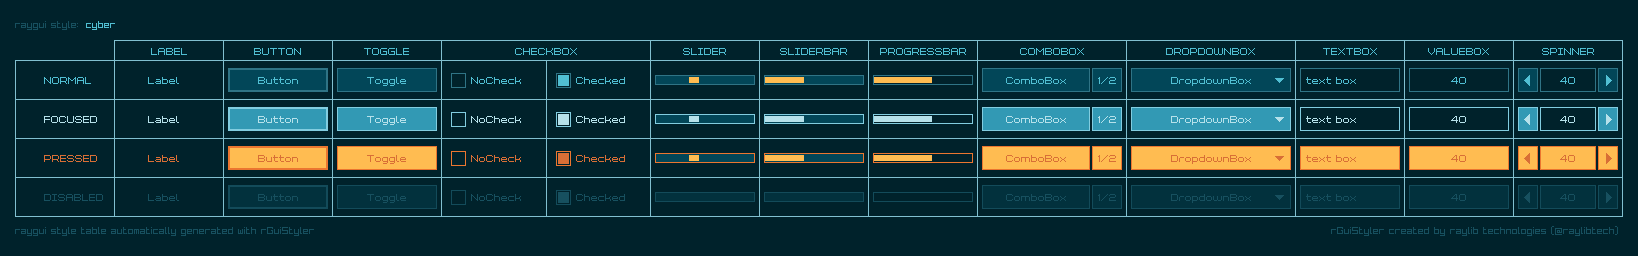 raygui style: cyber
LABEL BUTTON TOGGLE CHECKBOX SLIDER SLIDERBAR PROGRESSBAR COMBOBOX DROPDOWNBOX TEXTBOX VALUEBOX SPINNER
NORMAL Label Button Toggle NoCheck Checked ComboBox 1/2 DropdownBox text box 40 40
FOCUSED Label Button Toggle NoCheck Checked ComboBox 1/2 DropdownBox text box 40 40
PRESSED Label Button Toggle NoCheck Checked ComboBox 1/2 DropdownBox text box 40 40
DISABLED Label Button Toggle NoCheck Checked ComboBox 1/2 DropdownBox text box 40 40
raygui style table automatically generated with rGuiStyler rGuiStyler created by raylib technologies (@raylibtech)